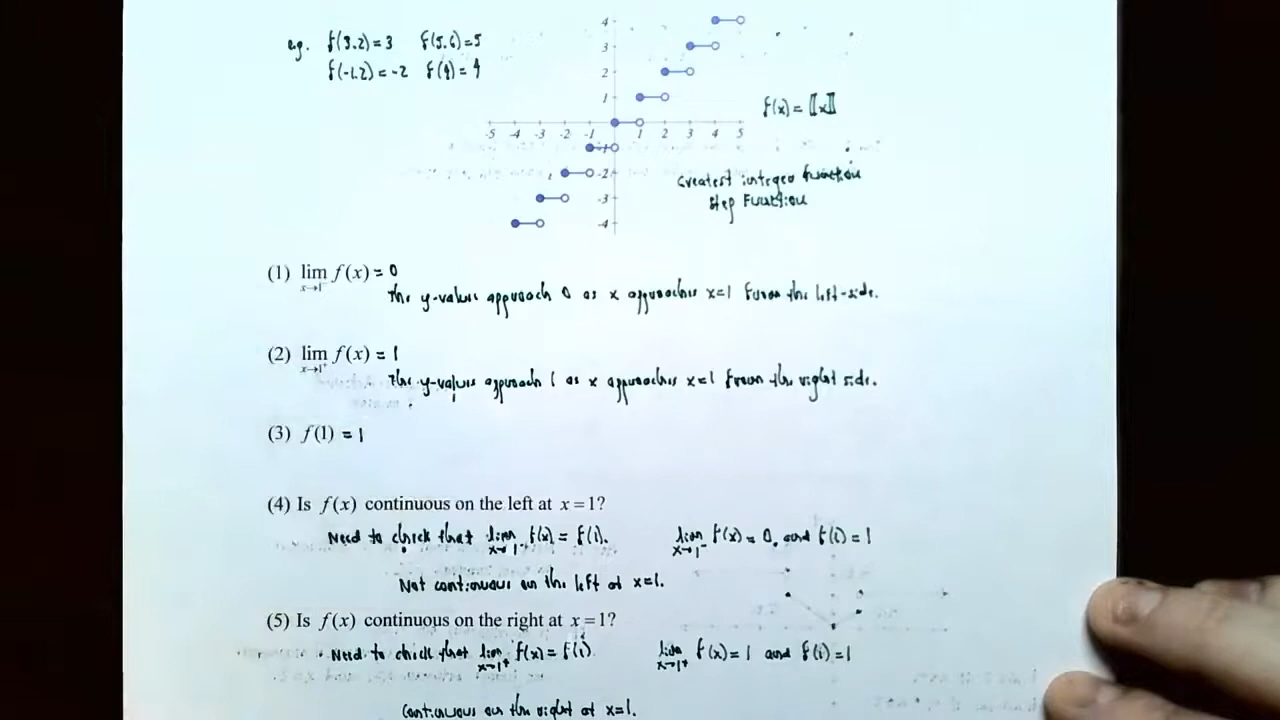 e.g. f(3.2) = 3 f(5.6) = 5
f(-1.2) = -2 f(4) = 4
4
3
2
1
-5 -4 -3 -2 -1 1 2 3 4 5
-1
-2
-3
-4
f(x) = ⟦x⟧
Greatest integer function
Step Function
(1) lim x→1⁻ f(x) = 0
The y-values approach 0 as x approaches x=1 from the left-side.
(2) lim x→1⁺ f(x) = 1
The y-values approach 1 as x approaches x=1 from the right side.
(3) f(1) = 1
(4) Is f(x) continuous on the left at x = 1?
Need to check that lim x→1⁻ f(x) = f(1). lim x→1⁻ f(x) = 0, and f(1) = 1
Not continuous on the left at x=1.
(5) Is f(x) continuous on the right at x = 1?
Need to check that lim x→1⁺ f(x) = f(1) lim x→1⁺ f(x) = 1 and f(1) = 1
Continuous on the right at x=1.